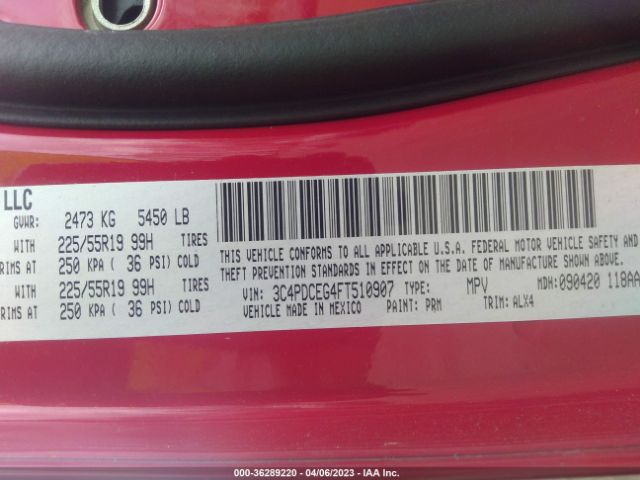 LLC
GVWR: 2473 KG 5450 LB
WITH 225/55R19 99H TIRES
RIMS AT 250 KPA ( 36 PSI) COLD
WITH 225/55R19 99H TIRES
RIMS AT 250 KPA ( 36 PSI) COLD
THIS VEHICLE CONFORMS TO ALL APPLICABLE U.S.A. FEDERAL MOTOR VEHICLE SAFETY AND
THEFT PREVENTION STANDARDS IN EFFECT ON THE DATE OF MANUFACTURE SHOWN ABOVE.
VIN: 3C4PDCEG4FT510907 TYPE: MPV MDH: 090420 118AA
VEHICLE MADE IN MEXICO PAINT: PRM TRIM: ALX4
000-36289220 - 04/06/2023 - IAA Inc.